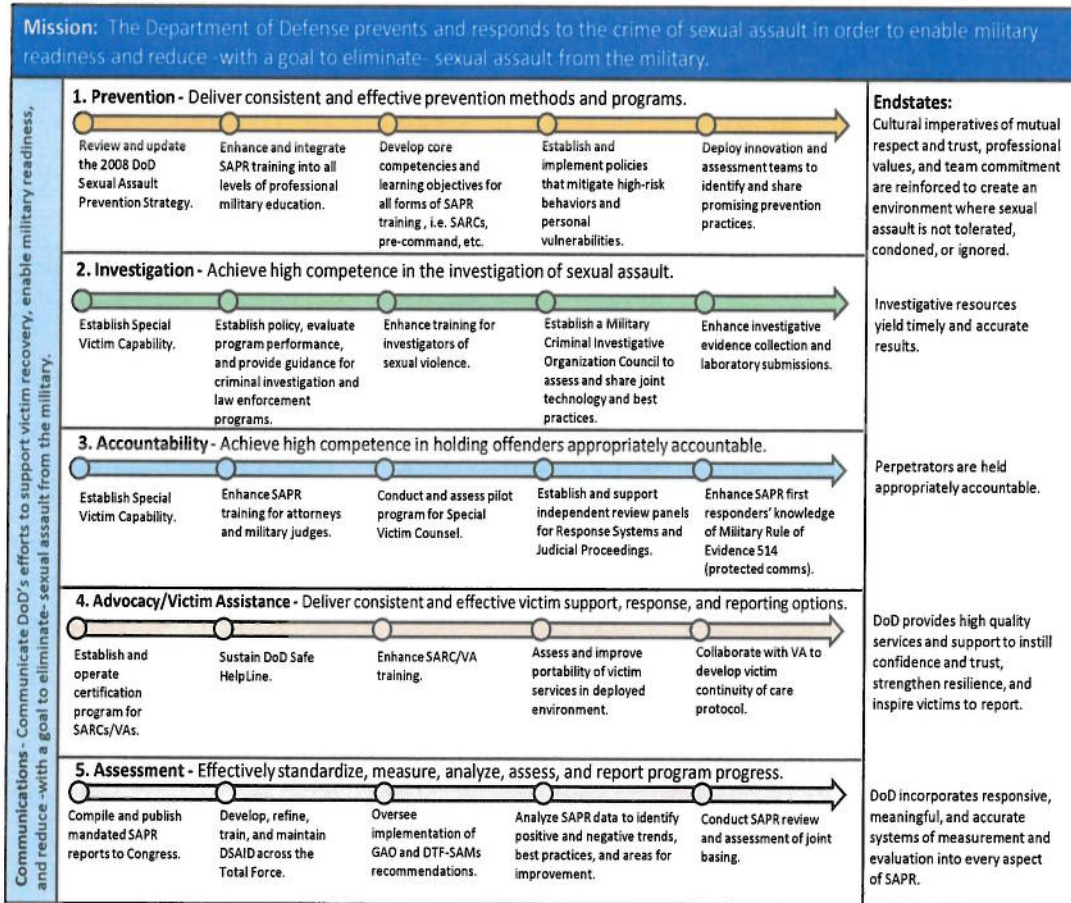 Mission: The Department of Defense prevents and responds to the crime of sexual assault in order to enable military
readiness and reduce -with a goal to eliminate- sexual assault from the military.
Communications - Communicate DoD's efforts to support victim recovery, enable military readiness,
and reduce -with a goal to eliminate- sexual assault from the military.
1. Prevention - Deliver consistent and effective prevention methods and programs.
Review and update
the 2008 DoD
Sexual Assault
Prevention Strategy.
Enhance and integrate
SAPR training into all
levels of professional
military education.
Develop core
competencies and
learning objectives for
all forms of SAPR
training , i.e. SARCs,
pre-command, etc.
Establish and
implement policies
that mitigate high-risk
behaviors and
personal
vulnerabilities.
Deploy innovation and
assessment teams to
identify and share
promising prevention
practices.
Endstates:
Cultural imperatives of mutual
respect and trust, professional
values, and team commitment
are reinforced to create an
environment where sexual
assault is not tolerated,
condoned, or ignored.
2. Investigation - Achieve high competence in the investigation of sexual assault.
Establish Special
Victim Capability.
Establish policy, evaluate
program performance,
and provide guidance for
criminal investigation and
law enforcement
programs.
Enhance training for
investigators of
sexual violence.
Establish a Military
Criminal Investigative
Organization Council to
assess and share joint
technology and best
practices.
Enhance investigative
evidence collection and
laboratory submissions.
Investigative resources
yield timely and accurate
results.
3. Accountability - Achieve high competence in holding offenders appropriately accountable.
Establish Special
Victim Capability.
Enhance SAPR
training for attorneys
and military judges.
Conduct and assess pilot
program for Special
Victim Counsel.
Establish and support
independent review panels
for Response Systems and
Judicial Proceedings.
Enhance SAPR first
responders' knowledge
of Military Rule of
Evidence 514
(protected comms).
Perpetrators are held
appropriately accountable.
4. Advocacy/Victim Assistance - Deliver consistent and effective victim support, response, and reporting options.
Establish and
operate
certification
program for
SARCs/VAs.
Sustain DoD Safe
HelpLine.
Enhance SARC/VA
training.
Assess and improve
portability of victim
services in deployed
environment.
Collaborate with VA to
develop victim
continuity of care
protocol.
DoD provides high quality
services and support to instill
confidence and trust,
strengthen resilience, and
inspire victims to report.
5. Assessment - Effectively standardize, measure, analyze, assess, and report program progress.
Compile and publish
mandated SAPR
reports to Congress.
Develop, refine,
train, and maintain
DSAID across the
Total Force.
Oversee
implementation of
GAO and DTF-SAMs
recommendations.
Analyze SAPR data to identify
positive and negative trends,
best practices, and areas for
improvement.
Conduct SAPR review
and assessment of joint
basing.
DoD incorporates responsive,
meaningful, and accurate
systems of measurement and
evaluation into every aspect
of SAPR.